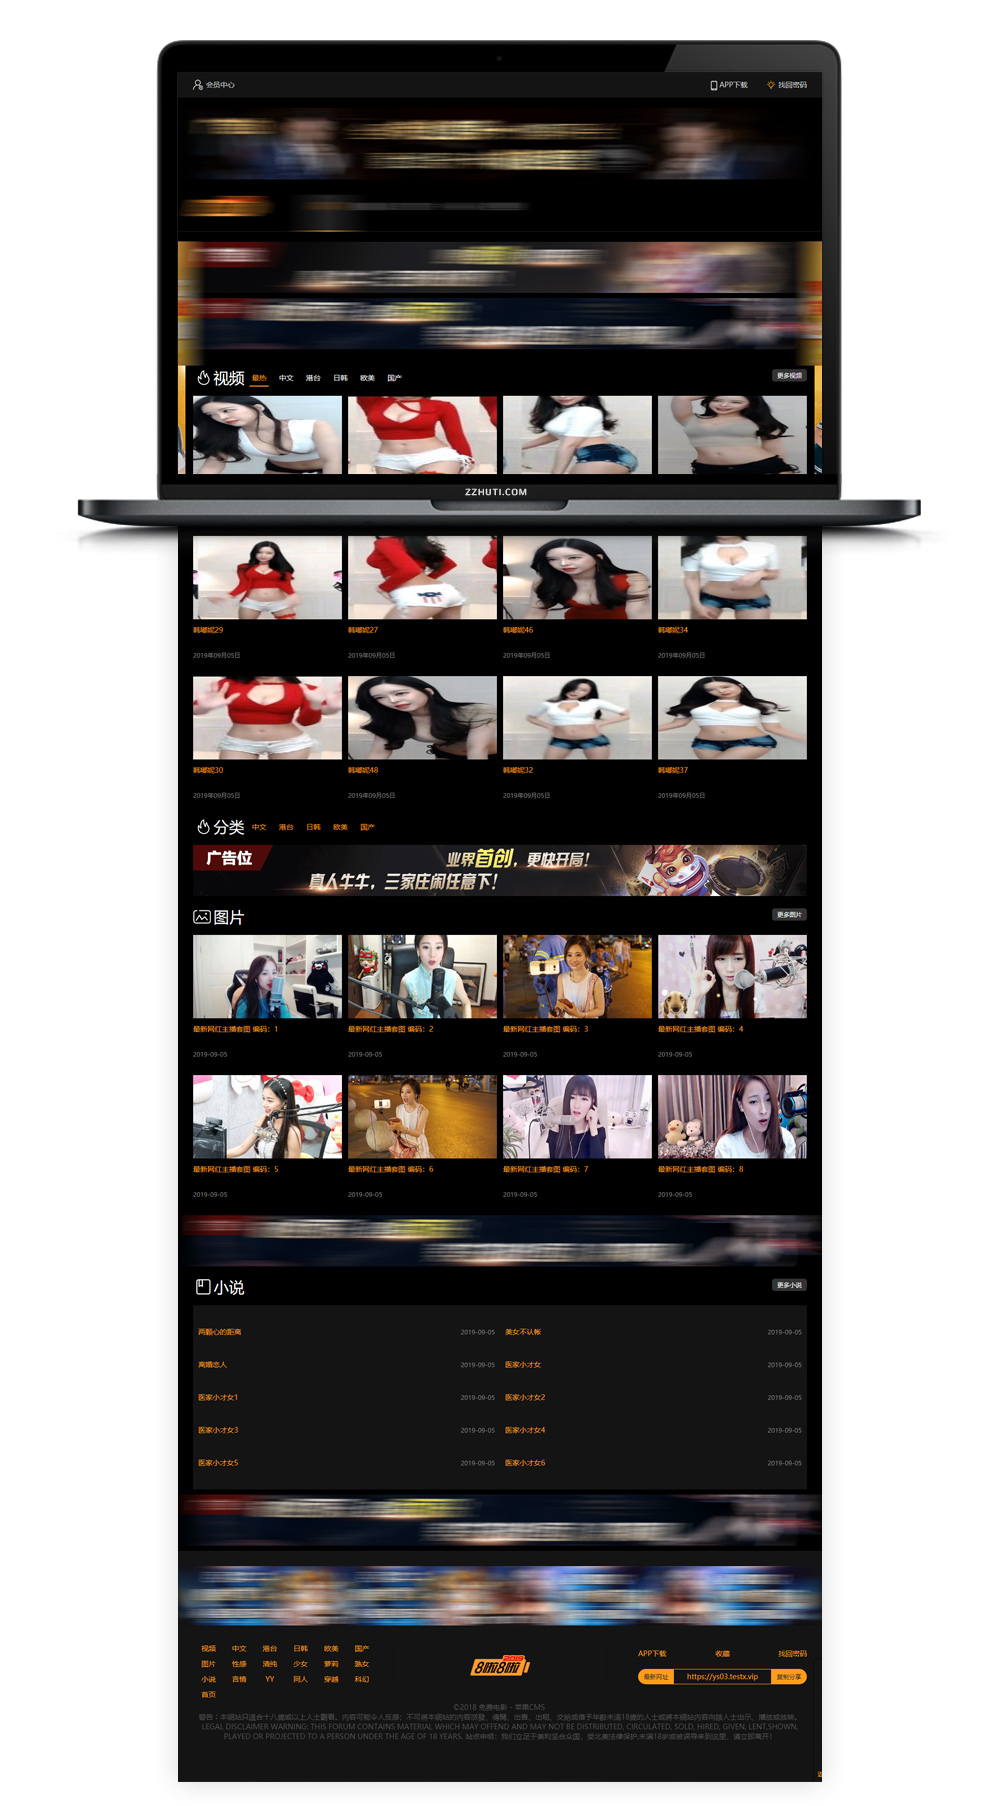 会员中心 APP下载 找回密码
视频 最热 中文 港台 日韩 欧美 国产 更多视频
ZZHUTI.COM
韩嘟妮29 韩嘟妮27 韩嘟妮46 韩嘟妮34
2019年09月05日 2019年09月05日 2019年09月05日 2019年09月05日
韩嘟妮30 韩嘟妮48 韩嘟妮32 韩嘟妮37
2019年09月05日 2019年09月05日 2019年09月05日 2019年09月05日
分类 中文 港台 日韩 欧美 国产
广告位 业界首创，更快开局！
真人牛牛，三家庄闲任意下！
图片 更多图片
最新网红主播套图 编码：1 最新网红主播套图 编码：2 最新网红主播套图 编码：3 最新网红主播套图 编码：4
2019-09-05 2019-09-05 2019-09-05 2019-09-05
最新网红主播套图 编码：5 最新网红主播套图 编码：6 最新网红主播套图 编码：7 最新网红主播套图 编码：8
2019-09-05 2019-09-05 2019-09-05 2019-09-05
小说 更多小说
两颗心的距离 2019-09-05 美女不认帐 2019-09-05
离婚恋人 2019-09-05 医家小才女 2019-09-05
医家小才女1 2019-09-05 医家小才女2 2019-09-05
医家小才女3 2019-09-05 医家小才女4 2019-09-05
医家小才女5 2019-09-05 医家小才女6 2019-09-05
视频 中文 港台 日韩 欧美 国产
图片 性感 清纯 少女 萝莉 熟女
小说 言情 YY 同人 穿越 科幻
首页
2019
8啦8啦
APP下载 收藏 找回密码
最新网址 https://ys03.testx.vip 复制分享
©2018 免费电影 - 苹果CMS
警告：本網站只適合十八歲或以上人士觀看。内容可能令人反感；不可將本網站的内容派發、傳閱、出售、出租、交給或借予年齡未滿18歲的人士或將本網站内容向該人士出示、播放或放映。
LEGAL DISCLAIMER WARNING: THIS FORUM CONTAINS MATERIAL WHICH MAY OFFEND AND MAY NOT BE DISTRIBUTED, CIRCULATED, SOLD, HIRED, GIVEN, LENT,SHOWN,
PLAYED OR PROJECTED TO A PERSON UNDER THE AGE OF 18 YEARS. 站点申明：我们立足于美利坚合众国，受北美法律保护,未满18岁或被误导来到这里，请立即离开！